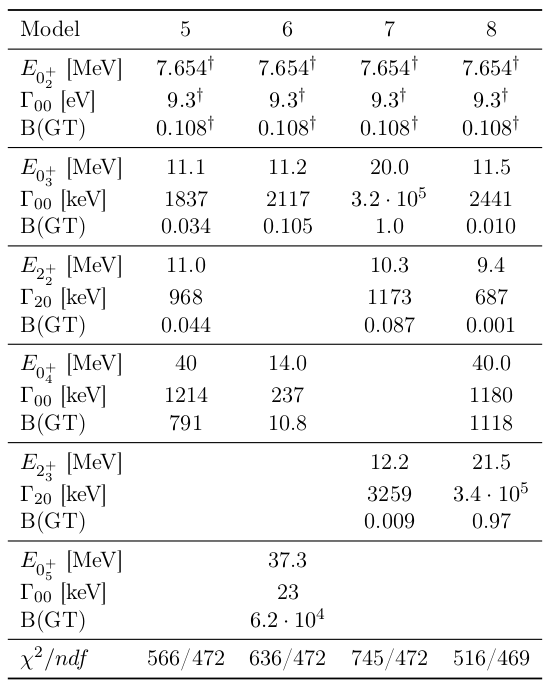 Model 5 6 7 8
E_{0_2^+} [MeV] 7.654† 7.654† 7.654† 7.654†
Γ_{00} [eV] 9.3† 9.3† 9.3† 9.3†
B(GT) 0.108† 0.108† 0.108† 0.108†
E_{0_3^+} [MeV] 11.1 11.2 20.0 11.5
Γ_{00} [keV] 1837 2117 3.2 · 10^5 2441
B(GT) 0.034 0.105 1.0 0.010
E_{2_2^+} [MeV] 11.0 10.3 9.4
Γ_{20} [keV] 968 1173 687
B(GT) 0.044 0.087 0.001
E_{0_4^+} [MeV] 40 14.0 40.0
Γ_{00} [keV] 1214 237 1180
B(GT) 791 10.8 1118
E_{2_3^+} [MeV] 12.2 21.5
Γ_{20} [keV] 3259 3.4 · 10^5
B(GT) 0.009 0.97
E_{0_5^+} [MeV] 37.3
Γ_{00} [keV] 23
B(GT) 6.2 · 10^4
χ^2/ndf 566/472 636/472 745/472 516/469